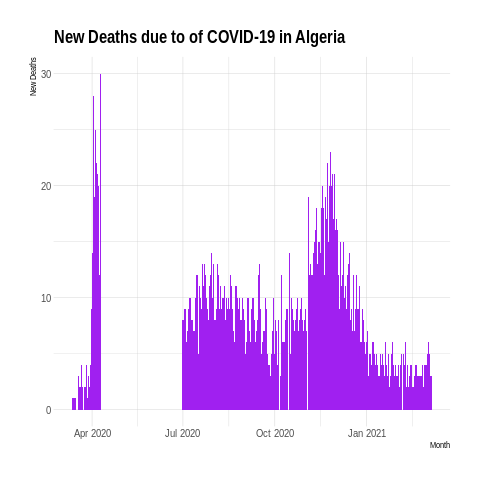 New Deaths due to of COVID-19 in Algeria
New Deaths
30
20
10
0
Apr 2020
Jul 2020
Oct 2020
Jan 2021
Month